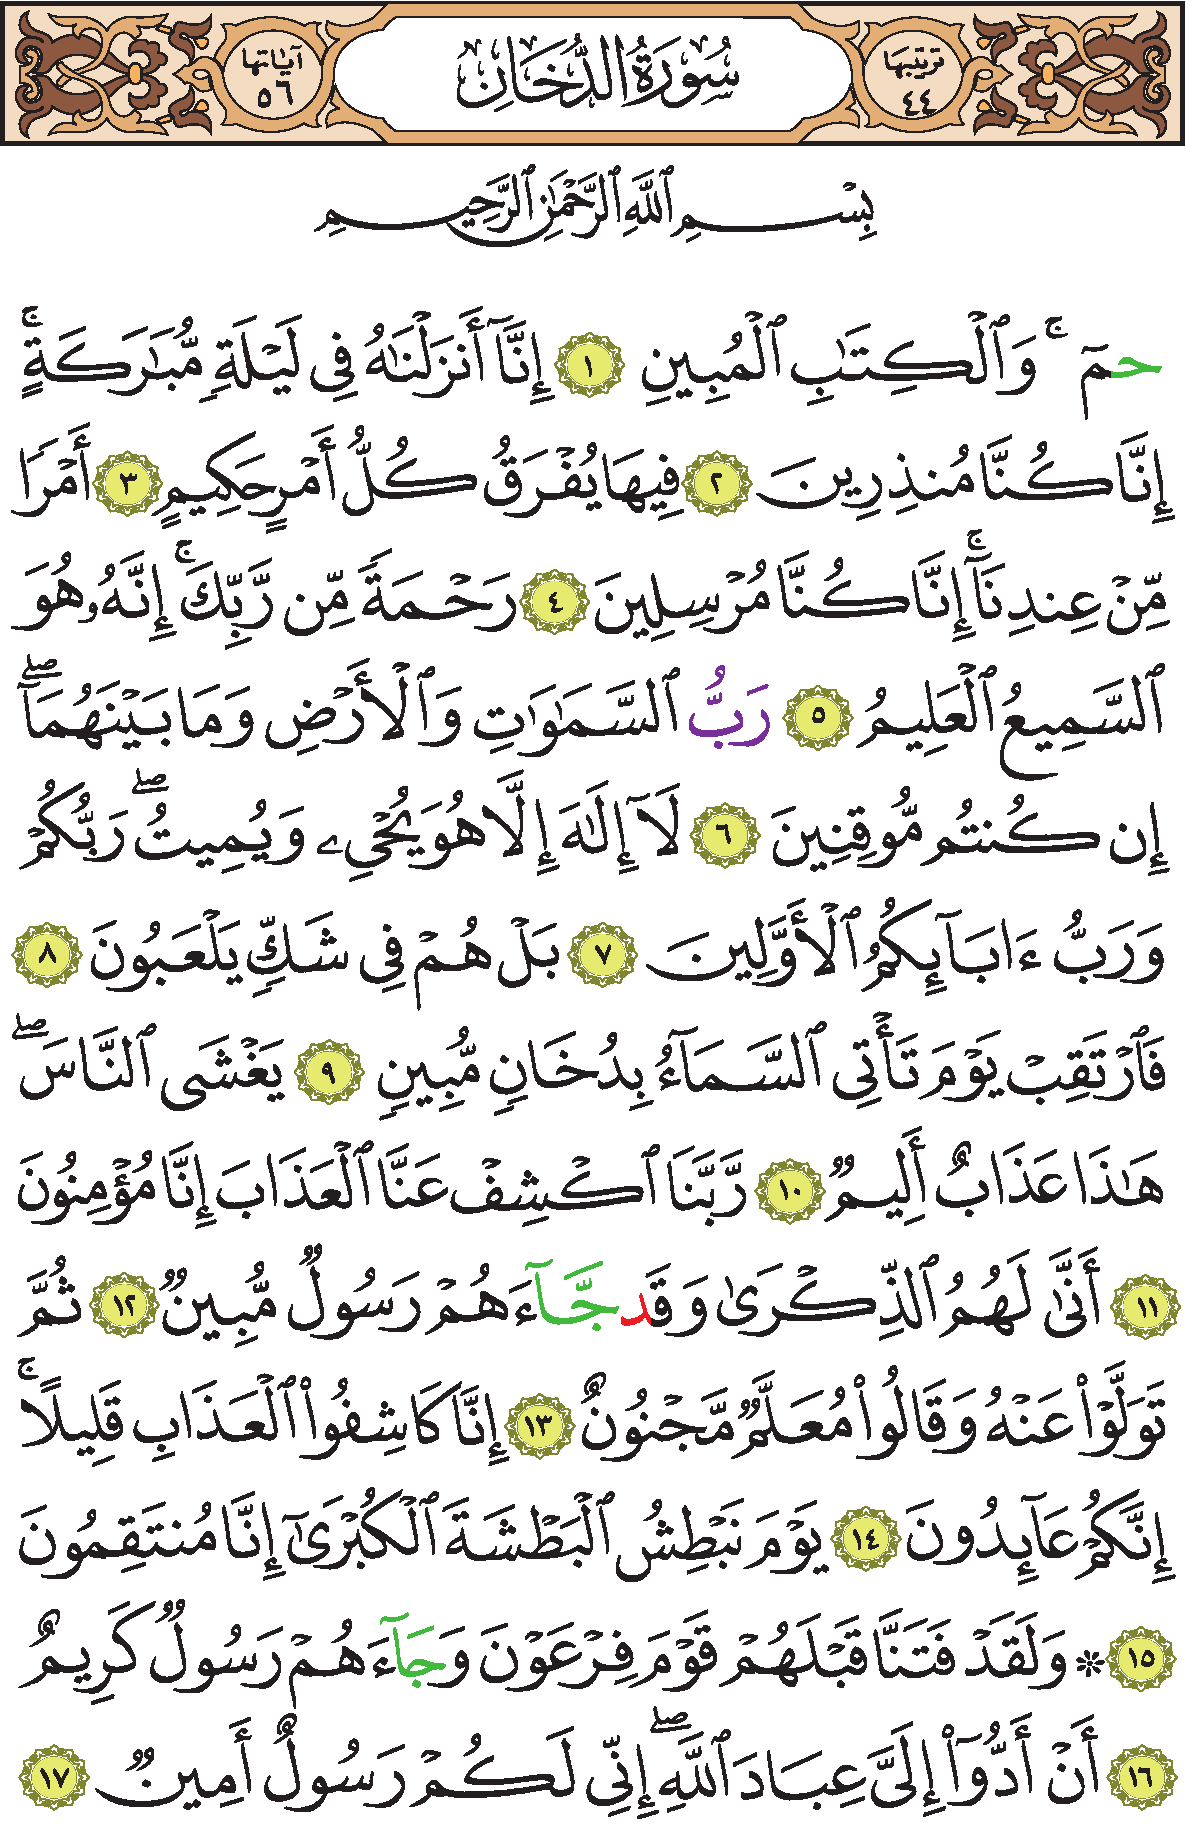 ترتيبها ٤٤
سُورَةُ الدُّخَانِ
آياتها ٥٦
بِسْمِ ٱللَّهِ ٱلرَّحْمَٰنِ ٱلرَّحِيمِ
حمٓ ۚ وَٱلْكِتَٰبِ ٱلْمُبِينِ ١ إِنَّآ أَنزَلْنَٰهُ فِى لَيْلَةٍ مُّبَٰرَكَةٍ ۚ
إِنَّا كُنَّا مُنذِرِينَ ٢ فِيهَا يُفْرَقُ كُلُّ أَمْرٍ حَكِيمٍ ٣ أَمْرًا
مِّنْ عِندِنَآ ۚ إِنَّا كُنَّا مُرْسِلِينَ ٤ رَحْمَةً مِّن رَّبِّكَ ۚ إِنَّهُۥ هُوَ
ٱلسَّمِيعُ ٱلْعَلِيمُ ٥ رَبُّ ٱلسَّمَٰوَٰتِ وَٱلْأَرْضِ وَمَا بَيْنَهُمَآ ۖ
إِن كُنتُم مُّوقِنِينَ ٦ لَآ إِلَٰهَ إِلَّا هُوَ يُحْىِۦ وَيُمِيتُ ۖ رَبُّكُمْ
وَرَبُّ ءَابَآئِكُمُ ٱلْأَوَّلِينَ ٧ بَلْ هُمْ فِى شَكٍّ يَلْعَبُونَ ٨
فَٱرْتَقِبْ يَوْمَ تَأْتِى ٱلسَّمَآءُ بِدُخَانٍ مُّبِينٍ ٩ يَغْشَى ٱلنَّاسَ ۖ
هَٰذَا عَذَابٌ أَلِيمٌ ١٠ رَّبَّنَا ٱكْشِفْ عَنَّا ٱلْعَذَابَ إِنَّا مُؤْمِنُونَ
١١ أَنَّىٰ لَهُمُ ٱلذِّكْرَىٰ وَقَد جَّآءَهُمْ رَسُولٌ مُّبِينٌ ١٢ ثُمَّ
تَوَلَّوْا۟ عَنْهُ وَقَالُوا۟ مُعَلَّمٌ مَّجْنُونٌ ١٣ إِنَّا كَاشِفُوا۟ ٱلْعَذَابِ قَلِيلًا ۚ
إِنَّكُمْ عَآئِدُونَ ١٤ يَوْمَ نَبْطِشُ ٱلْبَطْشَةَ ٱلْكُبْرَىٰٓ إِنَّا مُنتَقِمُونَ
١٥ ۞ وَلَقَدْ فَتَنَّا قَبْلَهُمْ قَوْمَ فِرْعَوْنَ وَجَآءَهُمْ رَسُولٌ كَرِيمٌ
١٦ أَنْ أَدُّوٓا۟ إِلَىَّ عِبَادَ ٱللَّهِ ۖ إِنِّى لَكُمْ رَسُولٌ أَمِينٌ ١٧